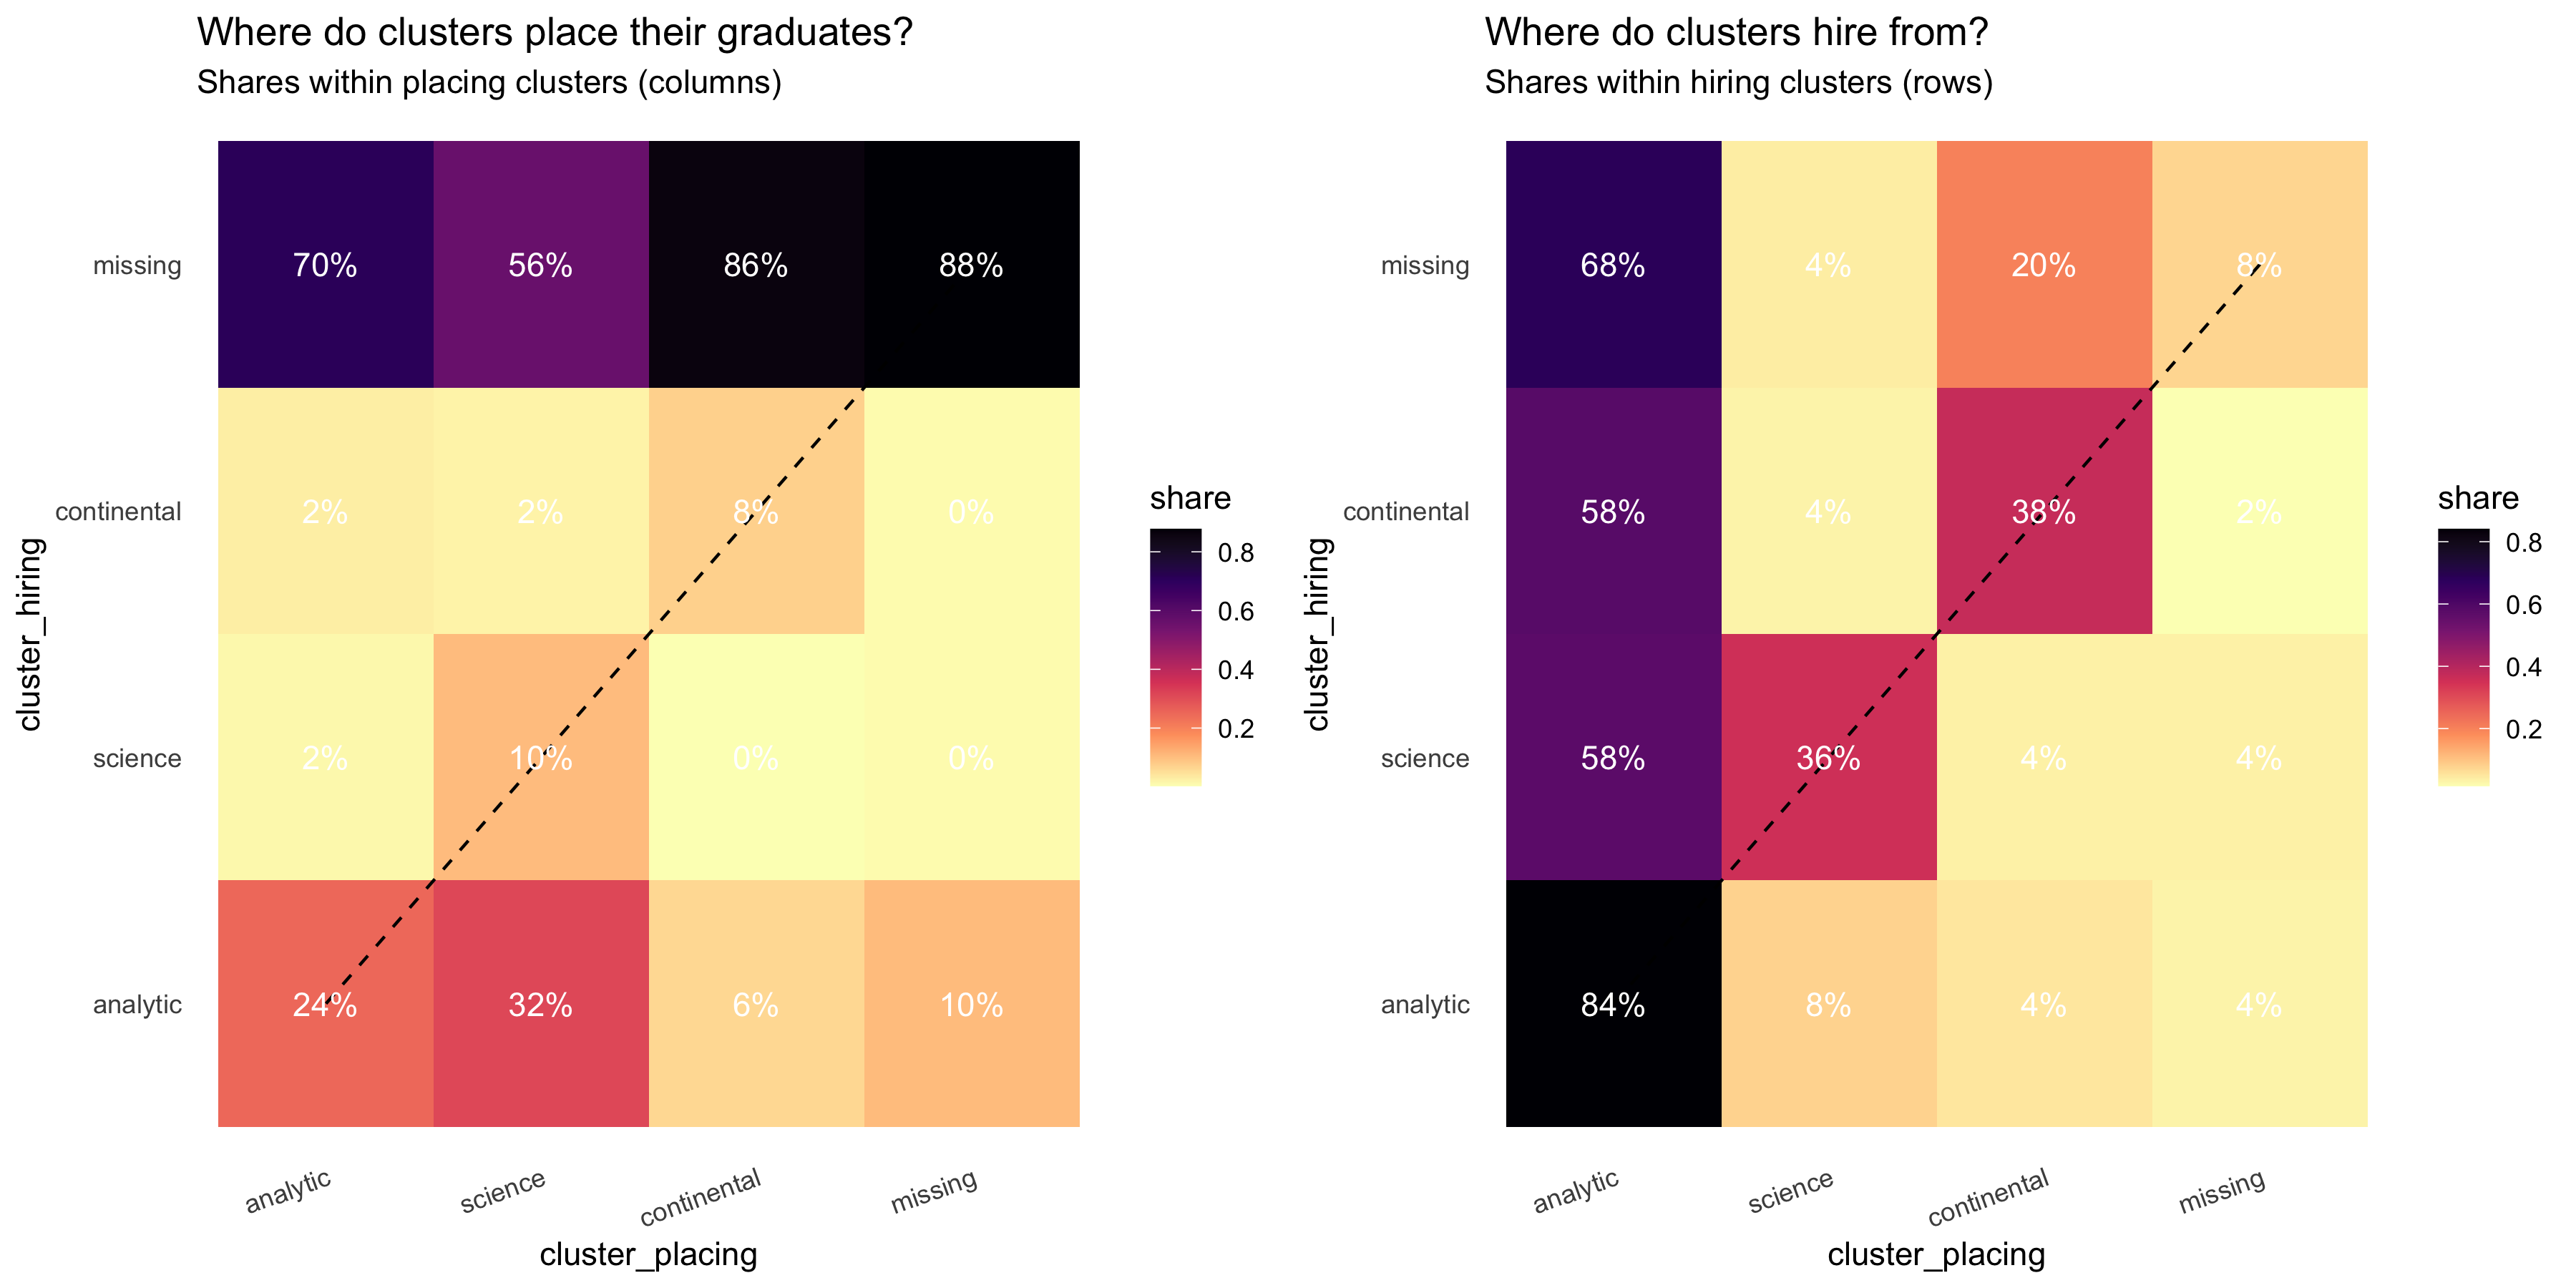 Where do clusters place their graduates?
Shares within placing clusters (columns)
cluster_hiring
missing
70% 56% 86% 88%
continental
2% 2% 8% 0%
science
2% 10% 0% 0%
analytic
24% 32% 6% 10%
analytic science continental missing
cluster_placing
share
0.8
0.6
0.4
0.2
Where do clusters hire from?
Shares within hiring clusters (rows)
cluster_hiring
missing
68% 4% 20% 8%
continental
58% 4% 38% 2%
science
58% 36% 4% 4%
analytic
84% 8% 4% 4%
analytic science continental missing
cluster_placing
share
0.8
0.6
0.4
0.2